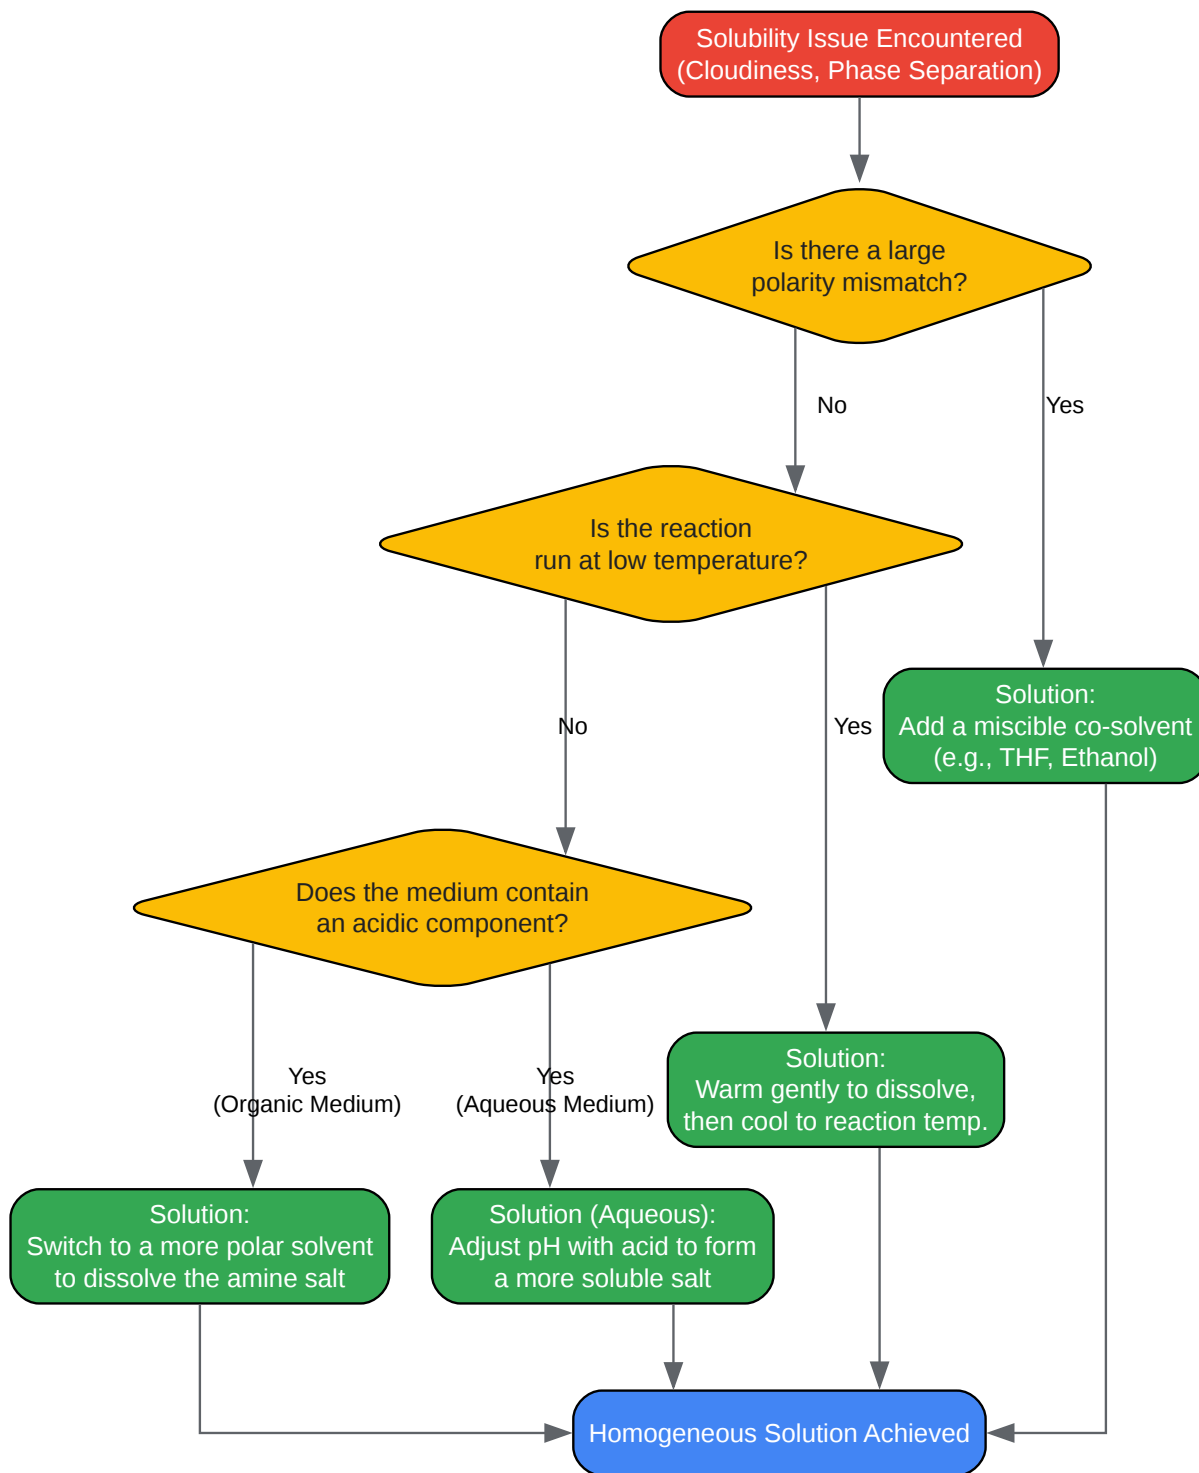 Solubility Issue Encountered
(Cloudiness, Phase Separation)
Is there a large
polarity mismatch?
No
Yes
Is the reaction
run at low temperature?
No
Yes
Solution:
Add a miscible co-solvent
(e.g., THF, Ethanol)
Does the medium contain
an acidic component?
Yes
(Organic Medium)
Yes
(Aqueous Medium)
Solution:
Warm gently to dissolve,
then cool to reaction temp.
Solution:
Switch to a more polar solvent
to dissolve the amine salt
Solution (Aqueous):
Adjust pH with acid to form
a more soluble salt
Homogeneous Solution Achieved